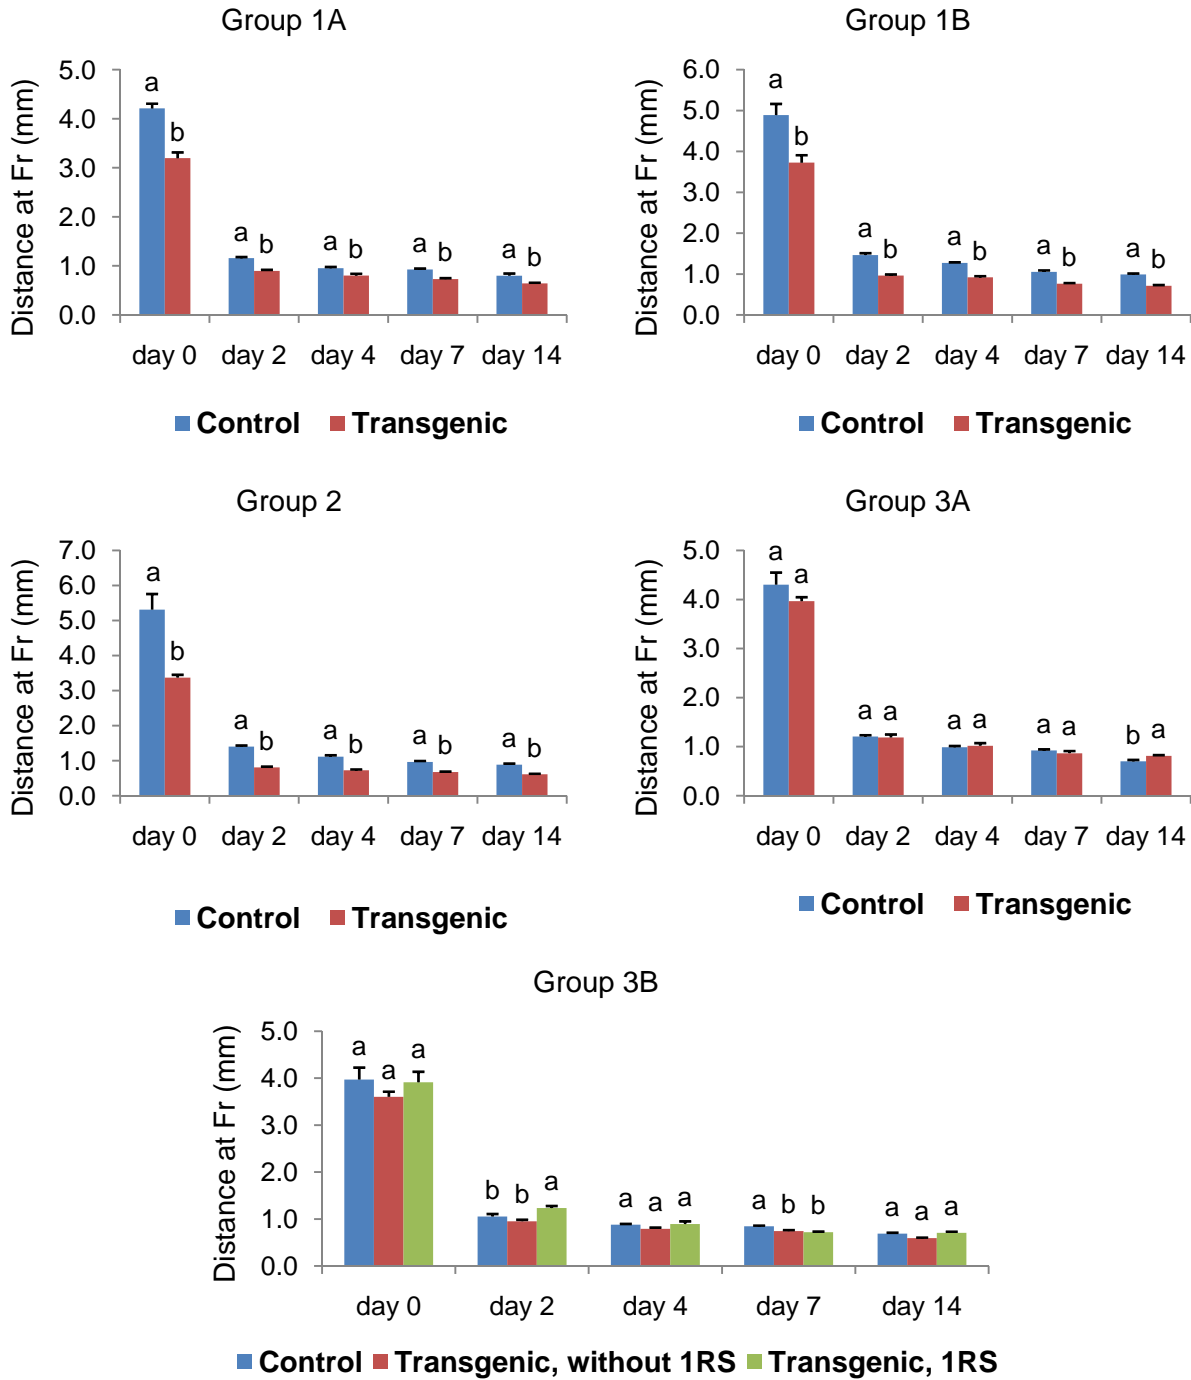 Group 1A
Distance at Fr (mm)
5.0
4.0
3.0
2.0
1.0
0.0
a b a b a b a b a b
day 0 day 2 day 4 day 7 day 14
Control Transgenic
Group 1B
Distance at Fr (mm)
6.0
5.0
4.0
3.0
2.0
1.0
0.0
a b a b a b a b a b
day 0 day 2 day 4 day 7 day 14
Control Transgenic
Group 2
Distance at Fr (mm)
7.0
6.0
5.0
4.0
3.0
2.0
1.0
0.0
a b a b a b a b a b
day 0 day 2 day 4 day 7 day 14
Control Transgenic
Group 3A
Distance at Fr (mm)
5.0
4.0
3.0
2.0
1.0
0.0
a a a a a a a a b a
day 0 day 2 day 4 day 7 day 14
Control Transgenic
Group 3B
Distance at Fr (mm)
5.0
4.0
3.0
2.0
1.0
0.0
a a a b b a a a a a b b a a a
day 0 day 2 day 4 day 7 day 14
Control Transgenic, without 1RS Transgenic, 1RS